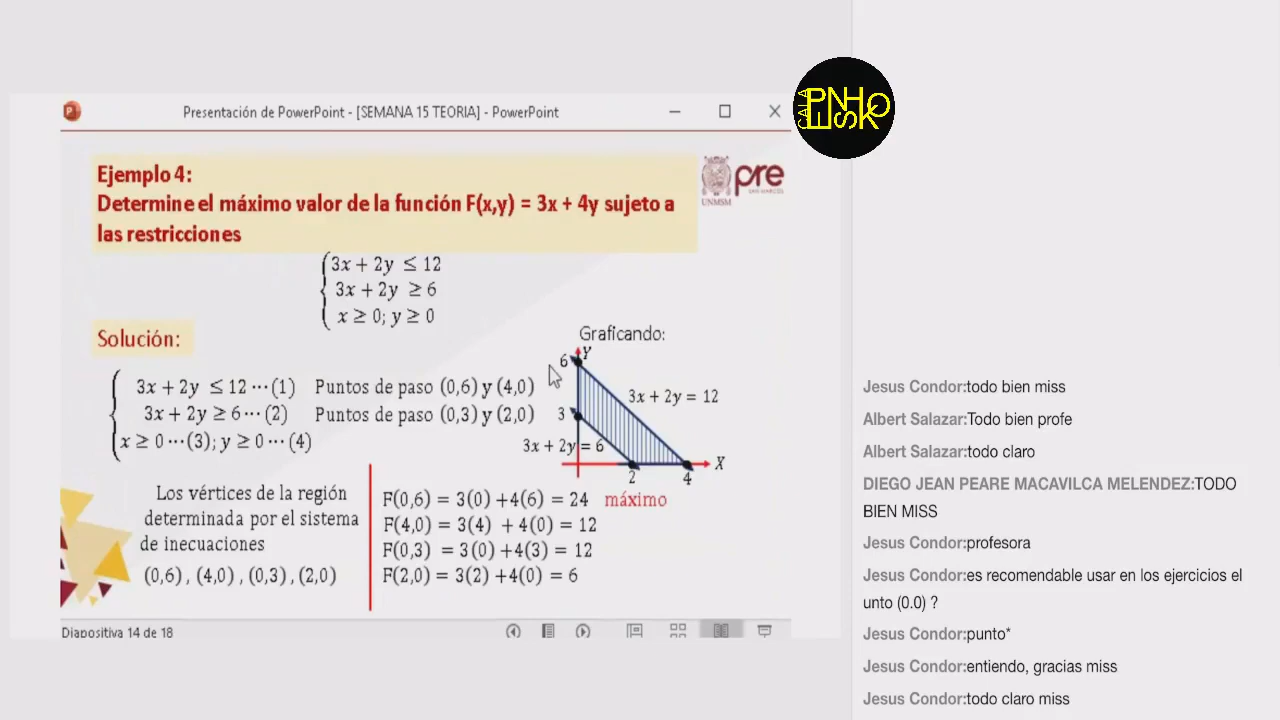 Presentación de PowerPoint - [SEMANA 15 TEORIA] - PowerPoint
CALA
PNHO
ESK
Ejemplo 4:
Determine el máximo valor de la función F(x,y) = 3x + 4y sujeto a
las restricciones
pre
SAN MARCOS
UNMSM
3x + 2y ≤ 12
3x + 2y ≥ 6
x ≥ 0; y ≥ 0
Solución:
Graficando:
3x + 2y ≤ 12 ⋯ (1) Puntos de paso (0,6) y (4,0)
3x + 2y ≥ 6 ⋯ (2) Puntos de paso (0,3) y (2,0)
x ≥ 0 ⋯ (3); y ≥ 0 ⋯ (4)
6 Y
3x + 2y = 12
3
3x + 2y = 6
X
2 4
Los vértices de la región
determinada por el sistema
de inecuaciones
(0,6) , (4,0) , (0,3) , (2,0)
F(0,6) = 3(0) +4(6) = 24 máximo
F(4,0) = 3(4) + 4(0) = 12
F(0,3) = 3(0) +4(3) = 12
F(2,0) = 3(2) +4(0) = 6
Diapositiva 14 de 18
Jesus Condor:todo bien miss
Albert Salazar:Todo bien profe
Albert Salazar:todo claro
DIEGO JEAN PEARE MACAVILCA MELENDEZ:TODO
BIEN MISS
Jesus Condor:profesora
Jesus Condor:es recomendable usar en los ejercicios el
unto (0.0) ?
Jesus Condor:punto*
Jesus Condor:entiendo, gracias miss
Jesus Condor:todo claro miss